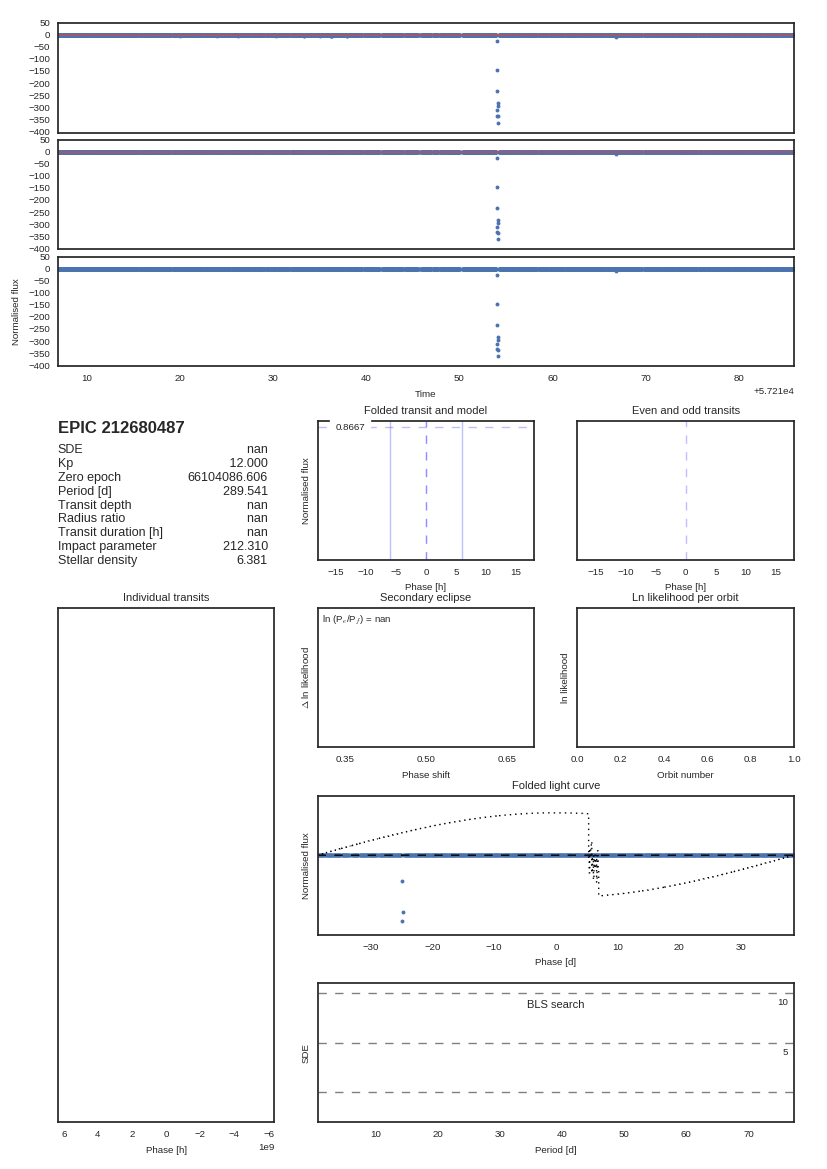 50
0
−50
−100
−150
−200
−250
−300
−350
−400
50
0
−50
−100
−150
−200
−250
−300
−350
−400
50
0
−50
−100
−150
−200
−250
−300
−350
−400
Normalised flux
10 20 30 40 50 60 70 80
Time
+5.721e4
EPIC 212680487
SDE nan
Kp 12.000
Zero epoch 66104086.606
Period [d] 289.541
Transit depth nan
Radius ratio nan
Transit duration [h] nan
Impact parameter 212.310
Stellar density 6.381
Folded transit and model
0.8667
Normalised flux
−15 −10 −5 0 5 10 15
Phase [h]
Even and odd transits
−15 −10 −5 0 5 10 15
Phase [h]
Individual transits
6 4 2 0 −2 −4 −6
1e9
Phase [h]
Secondary eclipse
ln (Pₑ/P𝑓) = nan
Δ ln likelihood
0.35 0.50 0.65
Phase shift
Ln likelihood per orbit
ln likelihood
0.0 0.2 0.4 0.6 0.8 1.0
Orbit number
Folded light curve
Normalised flux
−30 −20 −10 0 10 20 30
Phase [d]
BLS search
10
5
SDE
10 20 30 40 50 60 70
Period [d]